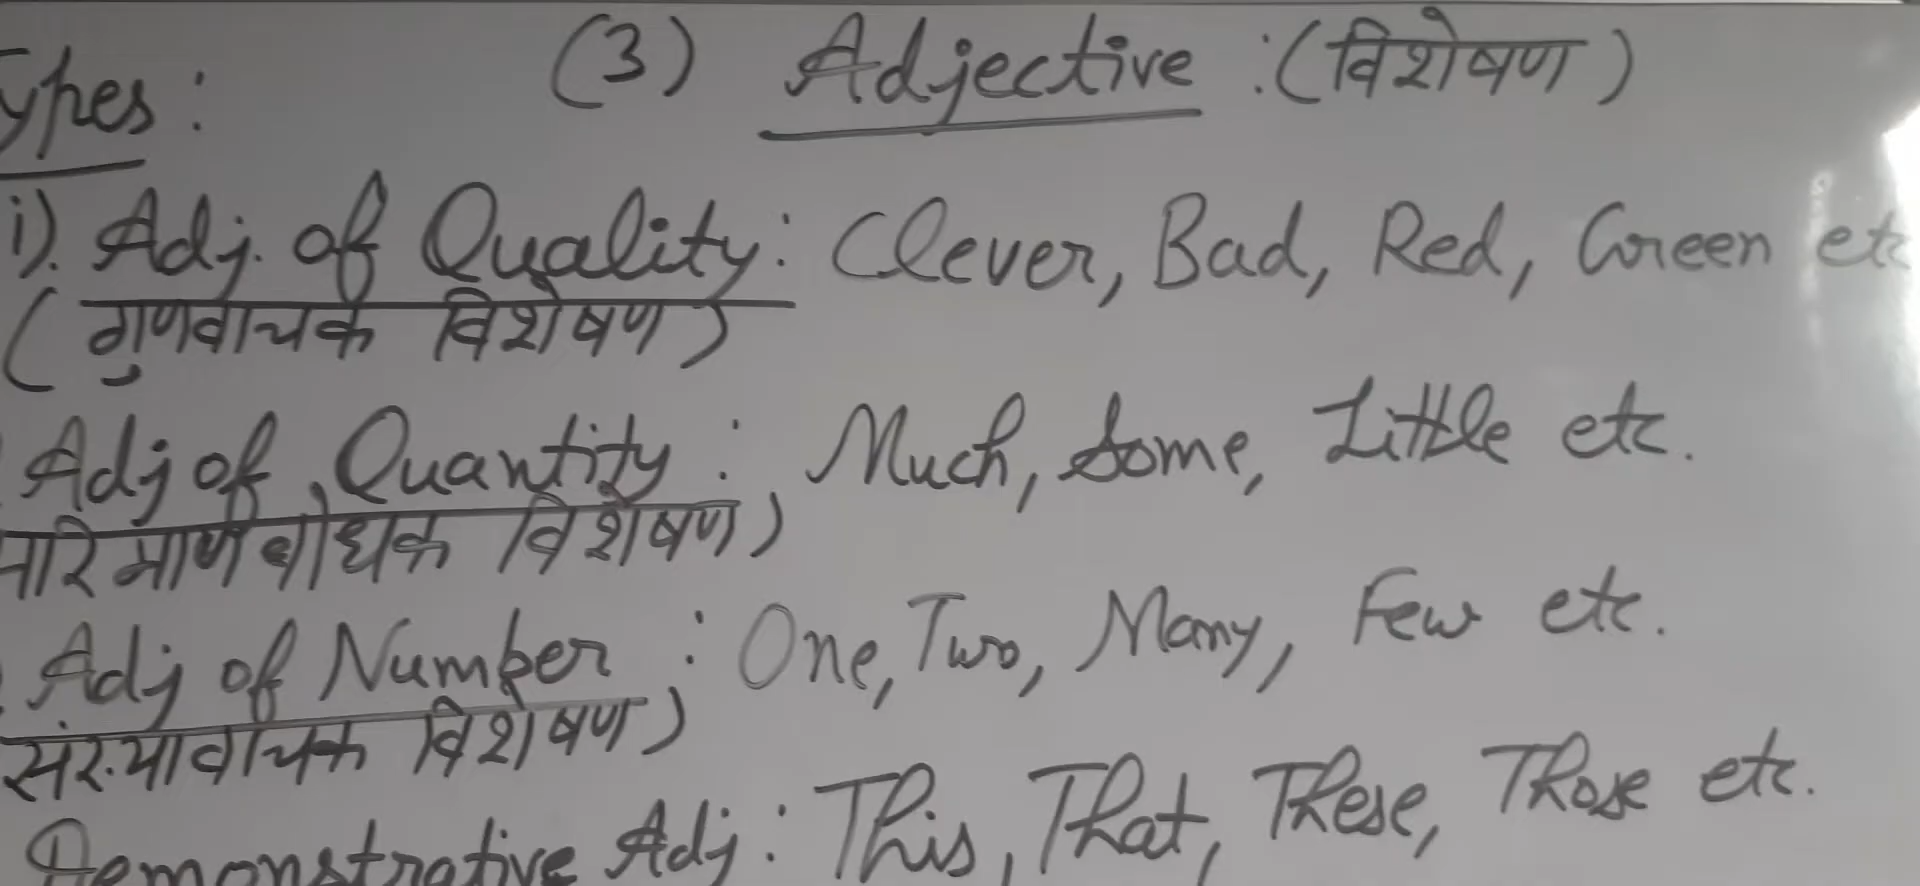 (3) Adjective : (विशेषण)
ypes :
i). Adj. of Quality : Clever, Bad, Red, Green etc
(गुणवाचक विशेषण)
Adj of Quantity : Much, Some, Little etc.
परिमाणबोधक विशेषण)
Adj of Number : One, Two, Many, Few etc.
संख्यावाचक विशेषण)
Demonstrative Adj : This, That, These, Those etc.